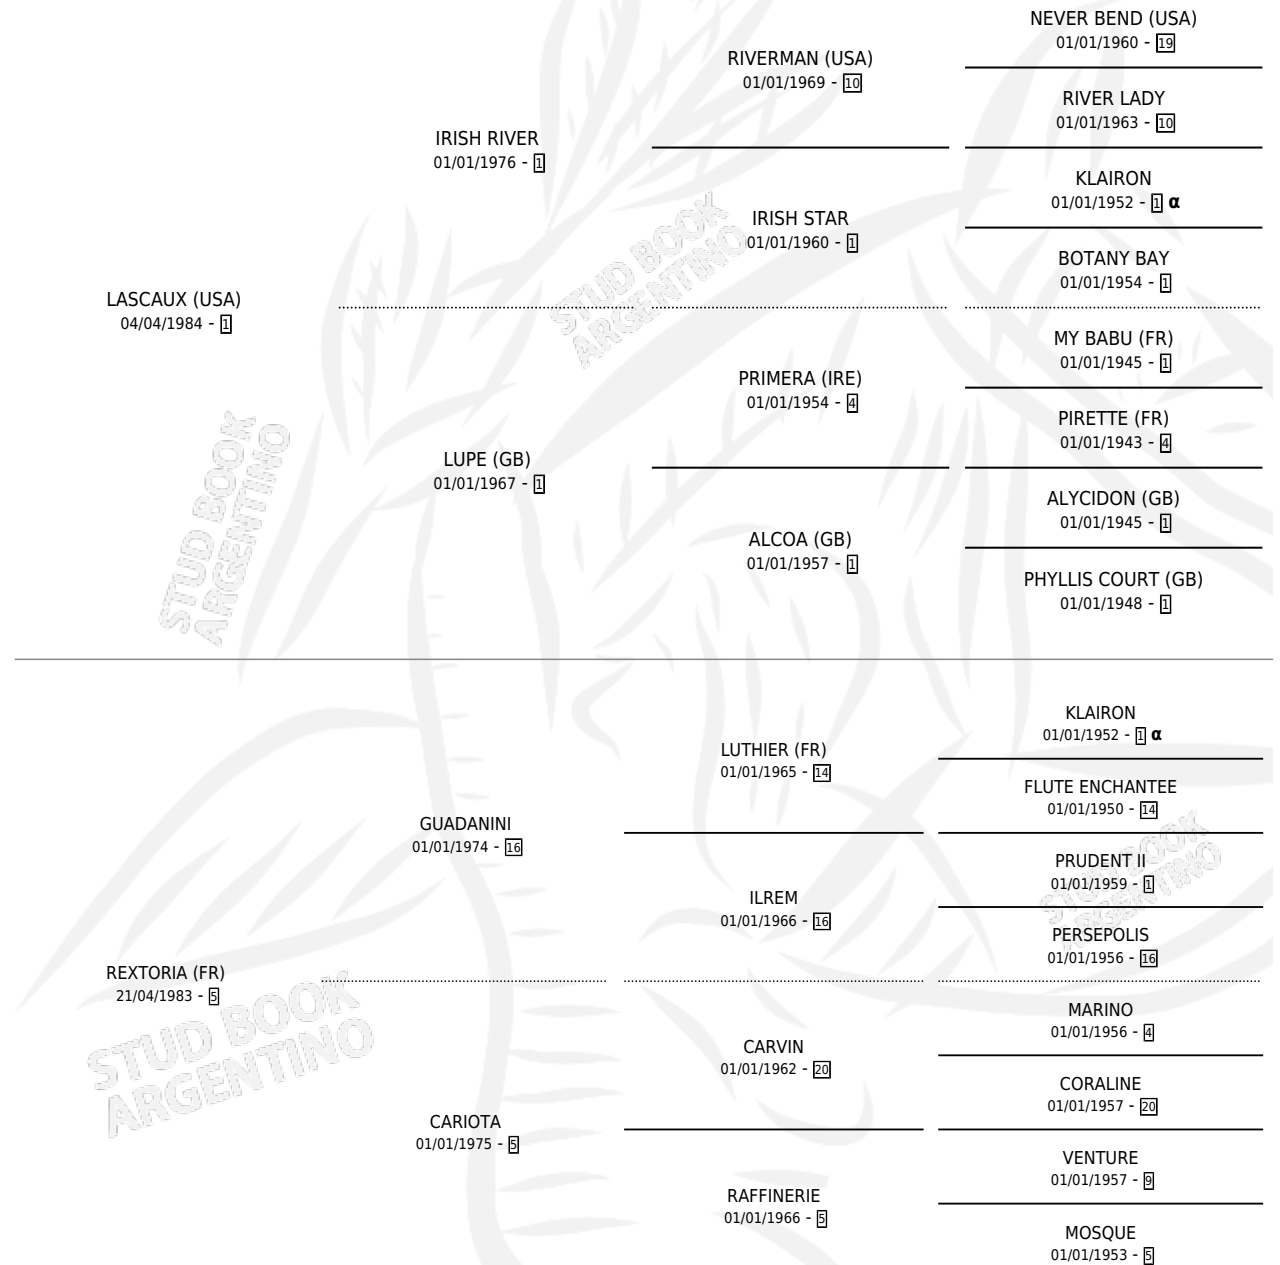 NEVER BEND (USA)
01/01/1960 - 19
RIVERMAN (USA)
01/01/1969 - 10
RIVER LADY
01/01/1963 - 10
IRISH RIVER
01/01/1976 - 1
KLAIRON
01/01/1952 - 1 α
IRISH STAR
01/01/1960 - 1
BOTANY BAY
01/01/1954 - 1
LASCAUX (USA)
04/04/1984 - 1
MY BABU (FR)
01/01/1945 - 1
PRIMERA (IRE)
01/01/1954 - 4
PIRETTE (FR)
01/01/1943 - 4
LUPE (GB)
01/01/1967 - 1
ALYCIDON (GB)
01/01/1945 - 1
ALCOA (GB)
01/01/1957 - 1
PHYLLIS COURT (GB)
01/01/1948 - 1
STUD BOOK
ARGENTINO
STUD BOOK
ARGENTINO
KLAIRON
01/01/1952 - 1 α
LUTHIER (FR)
01/01/1965 - 14
FLUTE ENCHANTEE
01/01/1950 - 14
GUADANINI
01/01/1974 - 16
PRUDENT II
01/01/1959 - 1
ILREM
01/01/1966 - 16
PERSEPOLIS
01/01/1956 - 16
REXTORIA (FR)
21/04/1983 - 5
MARINO
01/01/1956 - 4
CARVIN
01/01/1962 - 20
CORALINE
01/01/1957 - 20
CARIOTA
01/01/1975 - 5
VENTURE
01/01/1957 - 9
RAFFINERIE
01/01/1966 - 5
MOSQUE
01/01/1953 - 5
STUD BOOK
ARGENTINO
STUD BOOK
ARGENTINO